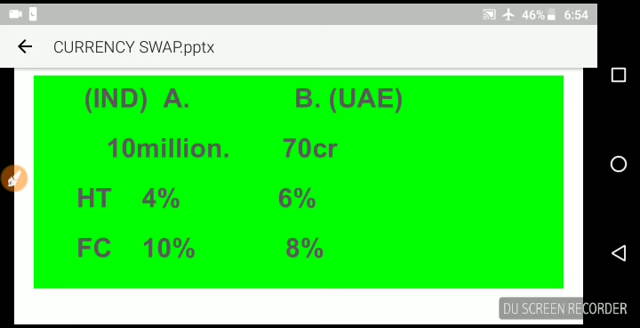 46% 6:54
CURRENCY SWAP.pptx
(IND) A. B. (UAE)
10million. 70cr
HT 4% 6%
FC 10% 8%
DU SCREEN RECORDER